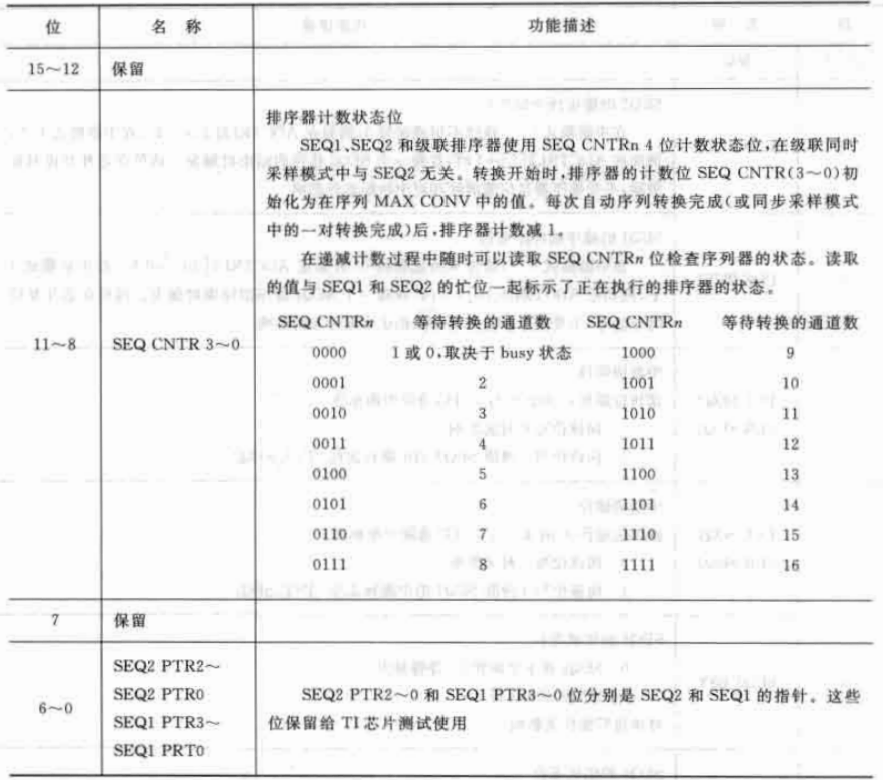 位 名 称 功能描述
15～12 保留
排序器计数状态位
SEQ1、SEQ2 和级联排序器使用 SEQ CNTRn 4 位计数状态位,在级联同时
采样模式中与 SEQ2 无关。转换开始时,排序器的计数位 SEQ CNTR(3～0)初
始化为在序列 MAX CONV 中的值。每次自动序列转换完成(或同步采样模式
中的一对转换完成)后,排序器计数减 1。
在递减计数过程中随时可以读取 SEQ CNTRn 位检查序列器的状态。读取
的值与 SEQ1 和 SEQ2 的忙位一起标示了正在执行的排序器的状态。
11～8 SEQ CNTR 3～0
SEQ CNTRn 等待转换的通道数 SEQ CNTRn 等待转换的通道数
0000 1 或 0,取决于 busy 状态 1000 9
0001 2 1001 10
0010 3 1010 11
0011 4 1011 12
0100 5 1100 13
0101 6 1101 14
0110 7 1110 15
0111 8 1111 16
7 保留
6～0
SEQ2 PTR2～
SEQ2 PTR0
SEQ1 PTR3～
SEQ1 PRT0
SEQ2 PTR2～0 和 SEQ1 PTR3～0 位分别是 SEQ2 和 SEQ1 的指针。这些
位保留给 TI 芯片测试使用